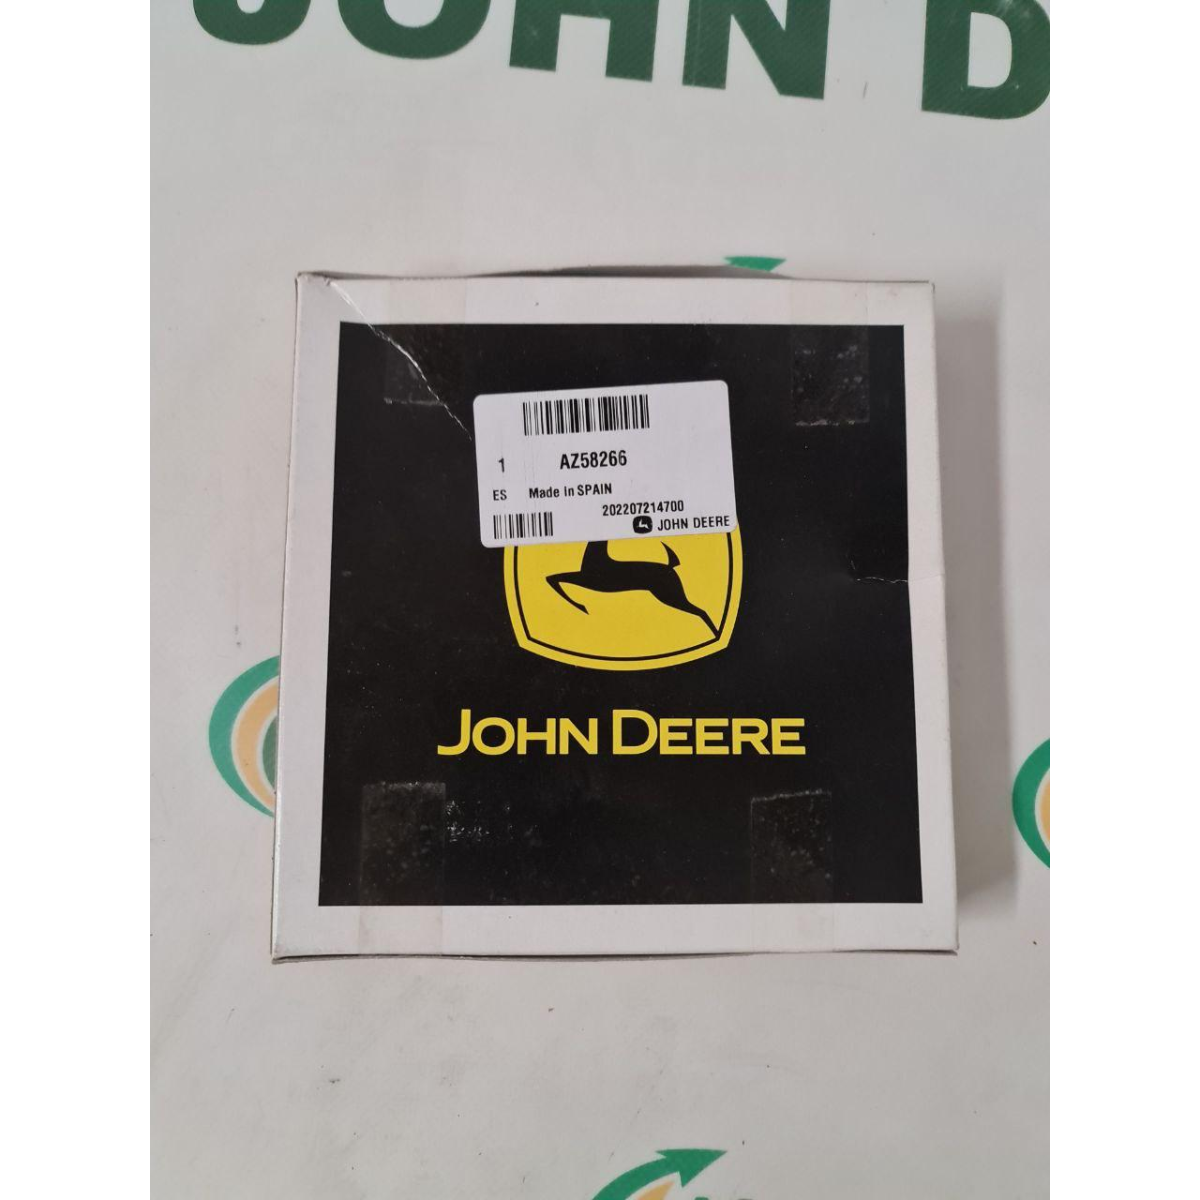 JOHN D
1 AZ58266
ES Made in SPAIN
202207214700
JOHN DEERE
JOHN DEERE